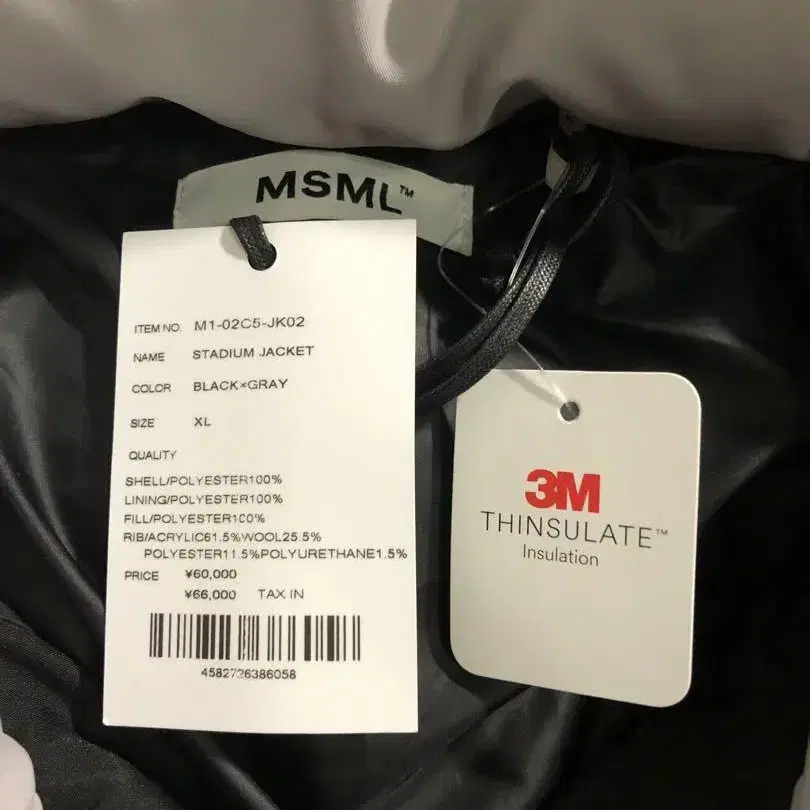 MSML™
ITEM NO. M1-02C5-JK02
NAME STADIUM JACKET
COLOR BLACK×GRAY
SIZE XL
QUALITY
SHELL/POLYESTER100%
LINING/POLYESTER100%
FILL/POLYESTER100%
RIB/ACRYLIC61.5%WOOL25.5%
POLYESTER11.5%POLYURETHANE1.5%
PRICE ¥60,000
¥66,000 TAX IN
4582726386058
3M
THINSULATE™
Insulation